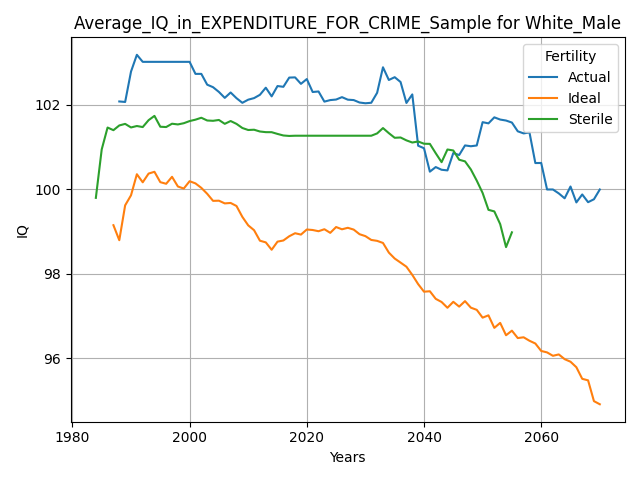 Average_IQ_in_EXPENDITURE_FOR_CRIME_Sample for White_Male
Fertility
Actual
Ideal
Sterile
IQ
102
100
98
96
1980
2000
2020
2040
2060
Years